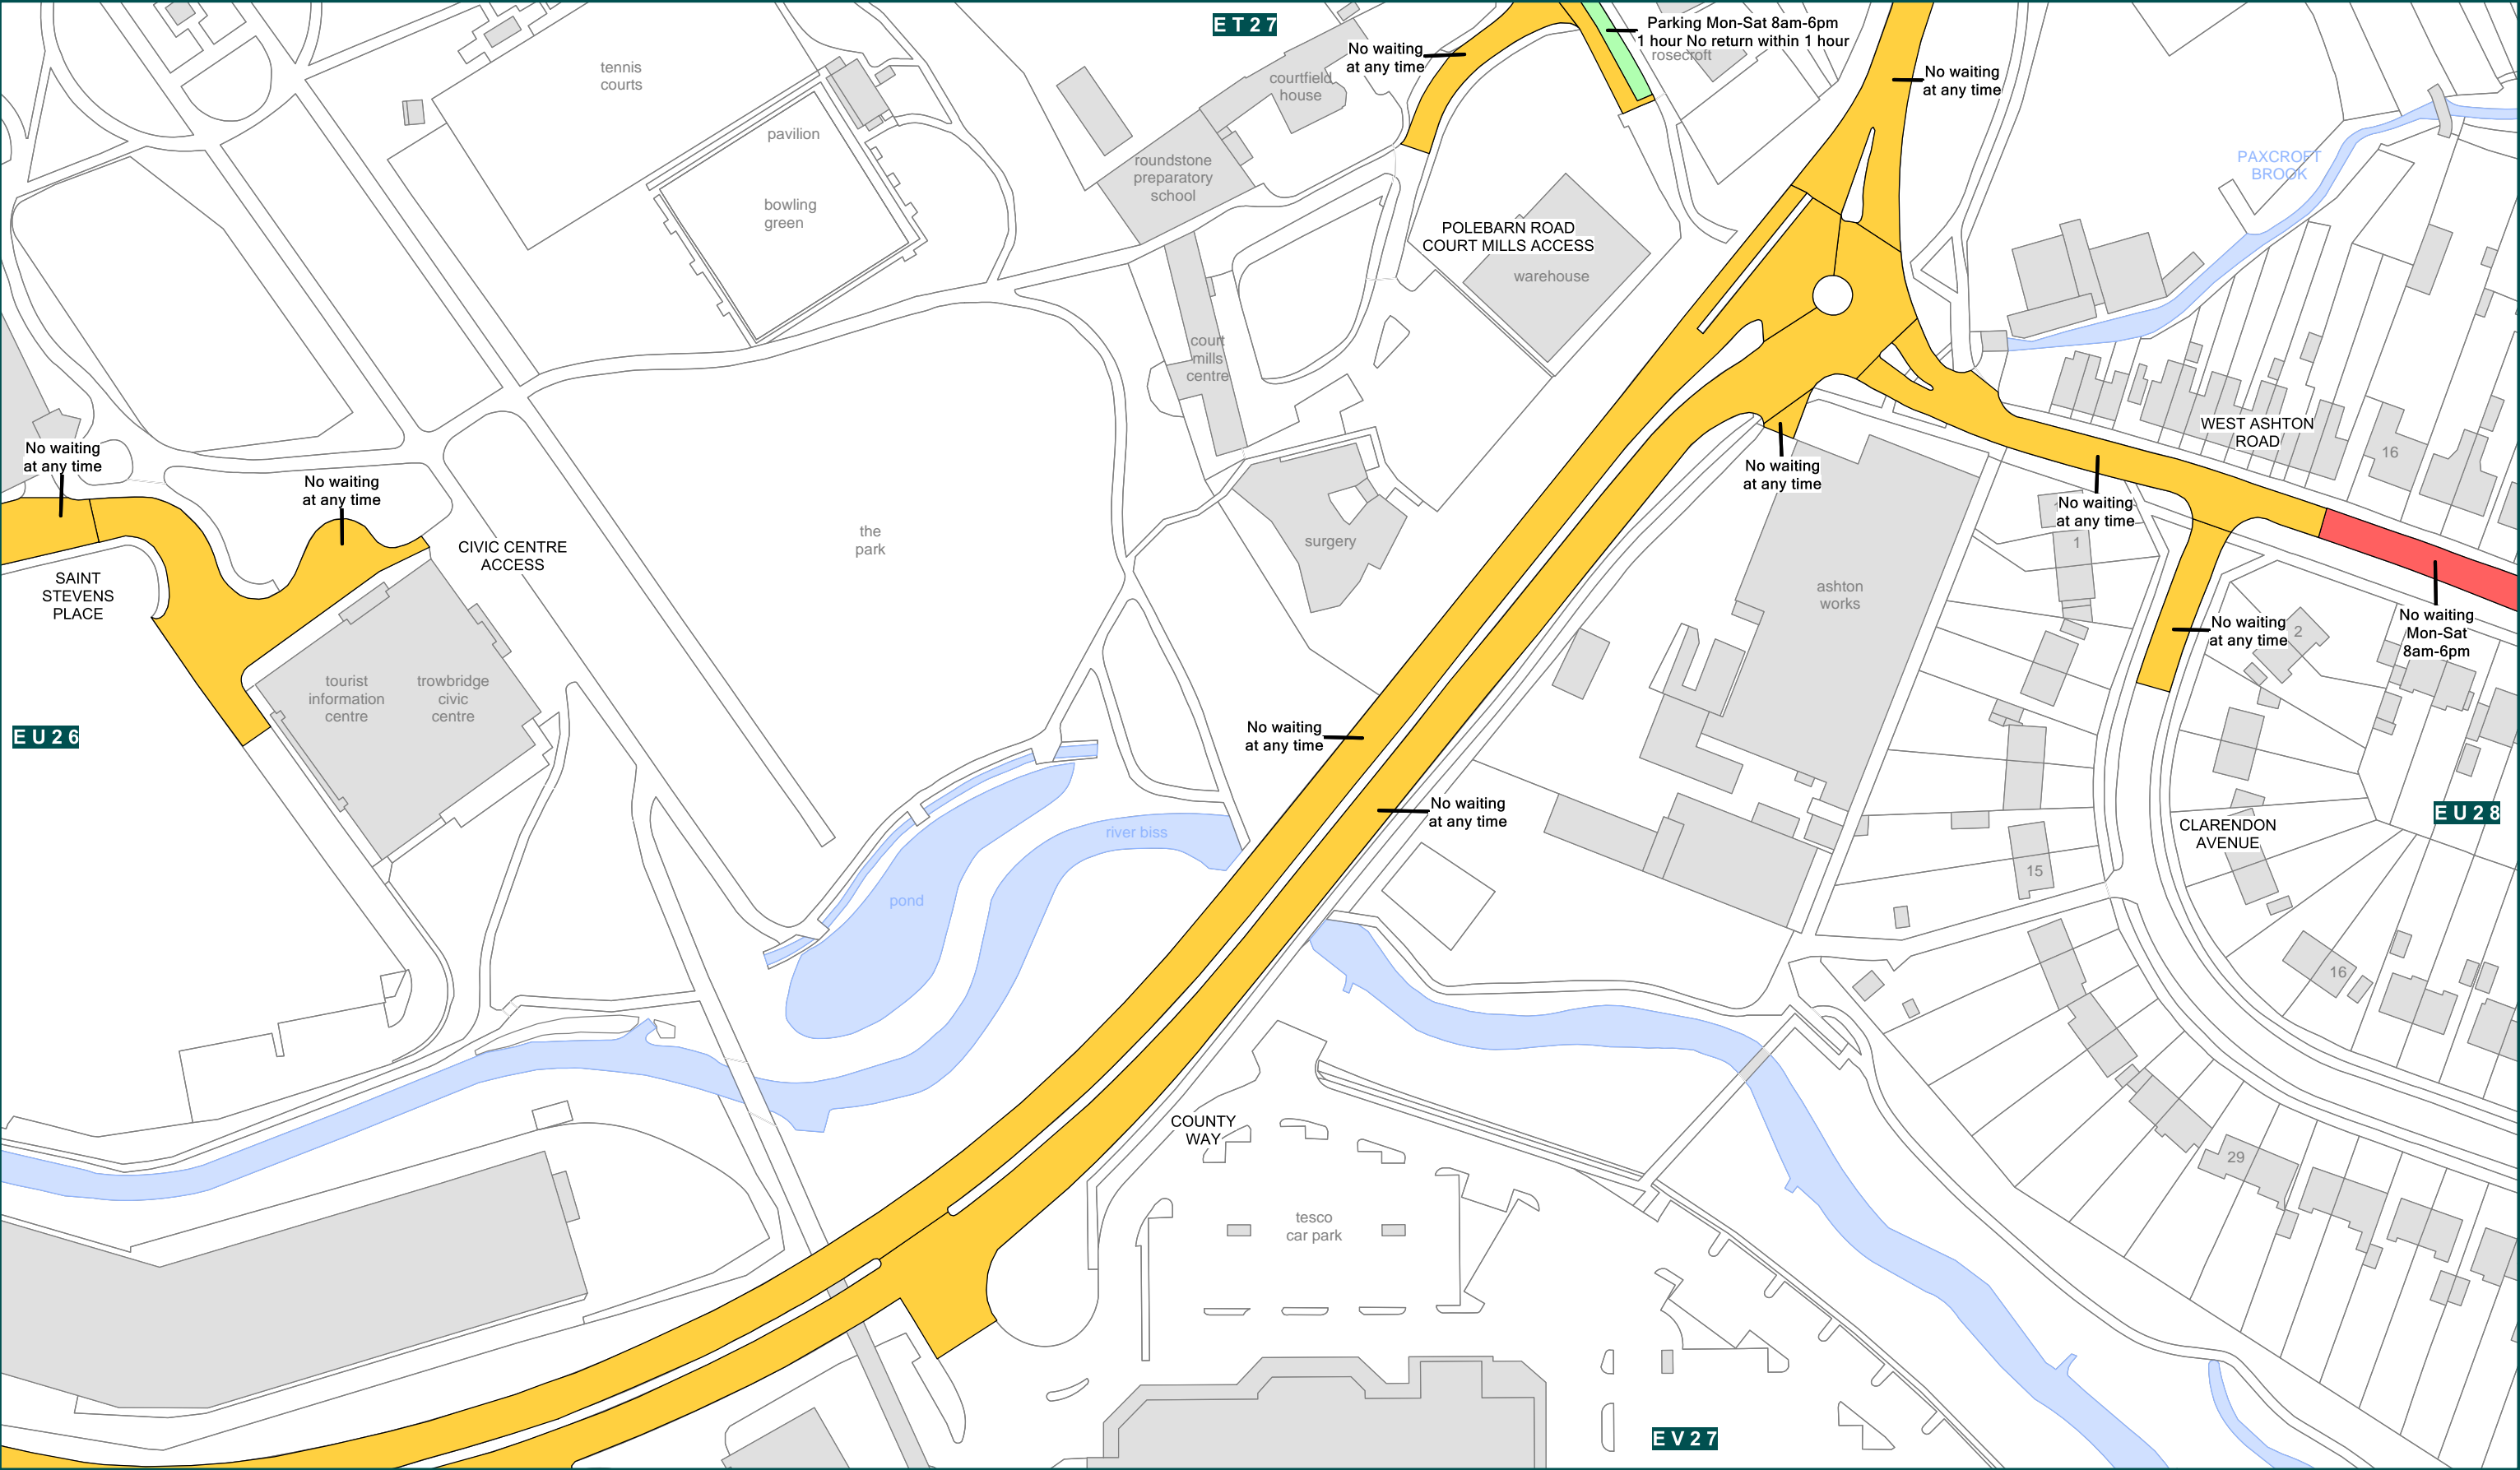 E T 2 7
Parking Mon-Sat 8am-6pm
1 hour No return within 1 hour
rosecroft
No waiting
at any time
No waiting
at any time
tennis
courts
courtfield
house
pavilion
roundstone
preparatory
school
bowling
green
PAXCROFT
BROOK
POLEBARN ROAD
COURT MILLS ACCESS
warehouse
court
mills
centre
WEST ASHTON
ROAD
16
No waiting
at any time
No waiting
at any time
No waiting
at any time
No waiting
at any time
the
park
surgery
1
CIVIC CENTRE
ACCESS
SAINT
STEVENS
PLACE
ashton
works
No waiting
at any time
2
No waiting
Mon-Sat
8am-6pm
tourist
information
centre
trowbridge
civic
centre
E U 2 6
No waiting
at any time
No waiting
at any time
E U 2 8
CLARENDON
AVENUE
river biss
15
pond
16
COUNTY
WAY
29
tesco
car park
E V 2 7